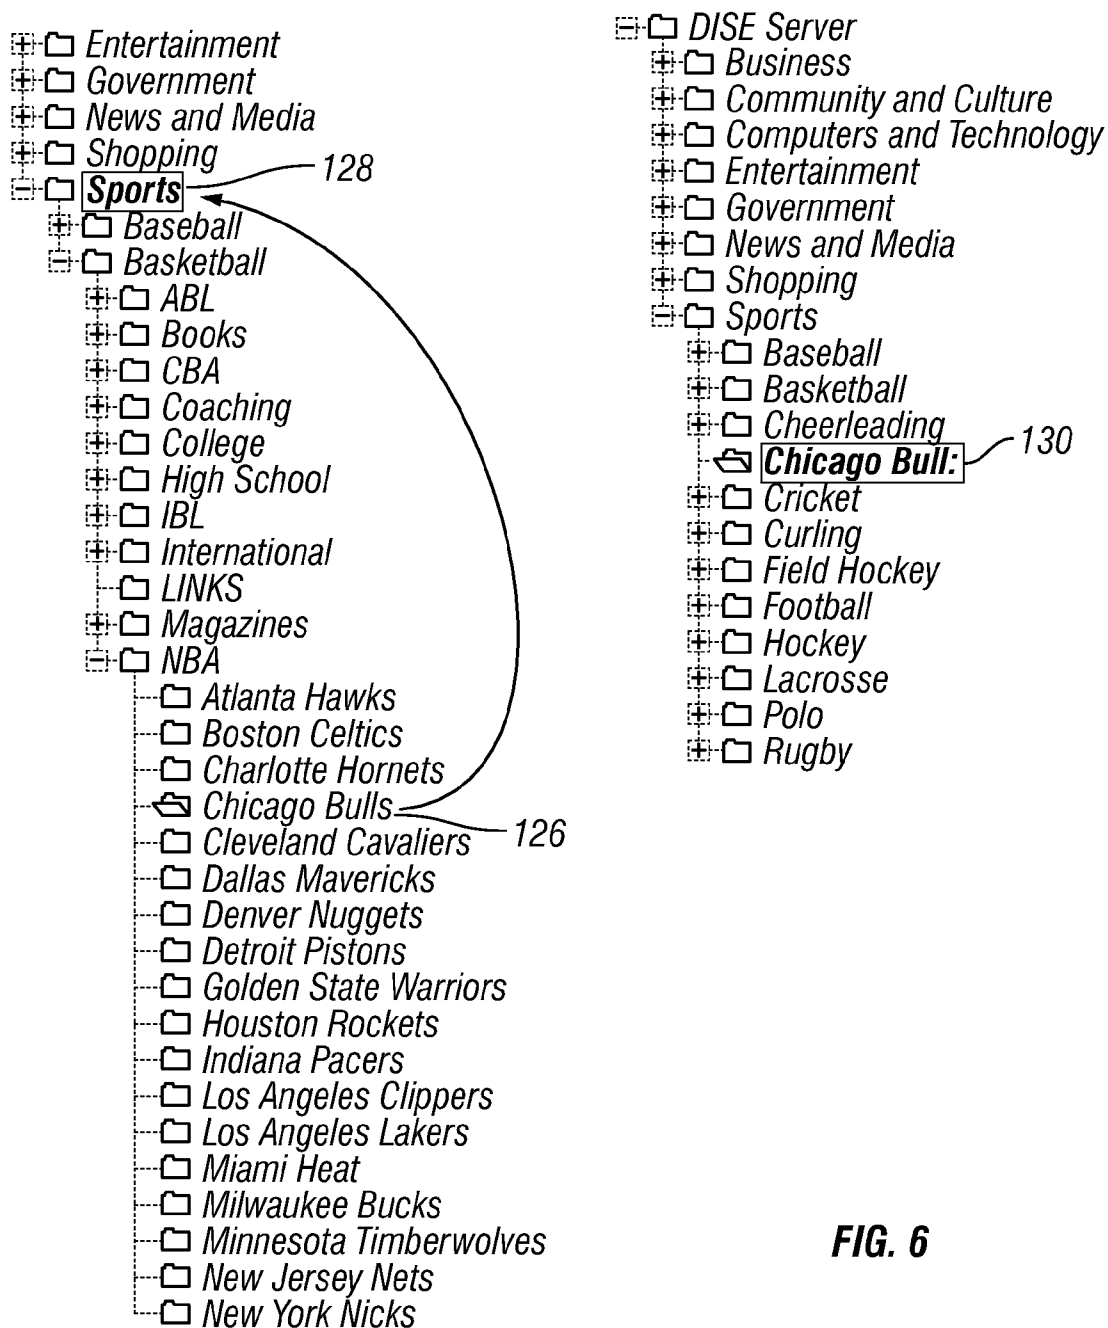 Entertainment
Government
News and Media
Shopping
128
Sports
Baseball
Basketball
ABL
Books
CBA
Coaching
College
High School
IBL
International
LINKS
Magazines
NBA
Atlanta Hawks
Boston Celtics
Charlotte Hornets
Chicago Bulls
126
Cleveland Cavaliers
Dallas Mavericks
Denver Nuggets
Detroit Pistons
Golden State Warriors
Houston Rockets
Indiana Pacers
Los Angeles Clippers
Los Angeles Lakers
Miami Heat
Milwaukee Bucks
Minnesota Timberwolves
New Jersey Nets
New York Nicks
DISE Server
Business
Community and Culture
Computers and Technology
Entertainment
Government
News and Media
Shopping
Sports
Baseball
Basketball
Cheerleading
130
Chicago Bull:
Cricket
Curling
Field Hockey
Football
Hockey
Lacrosse
Polo
Rugby
FIG. 6